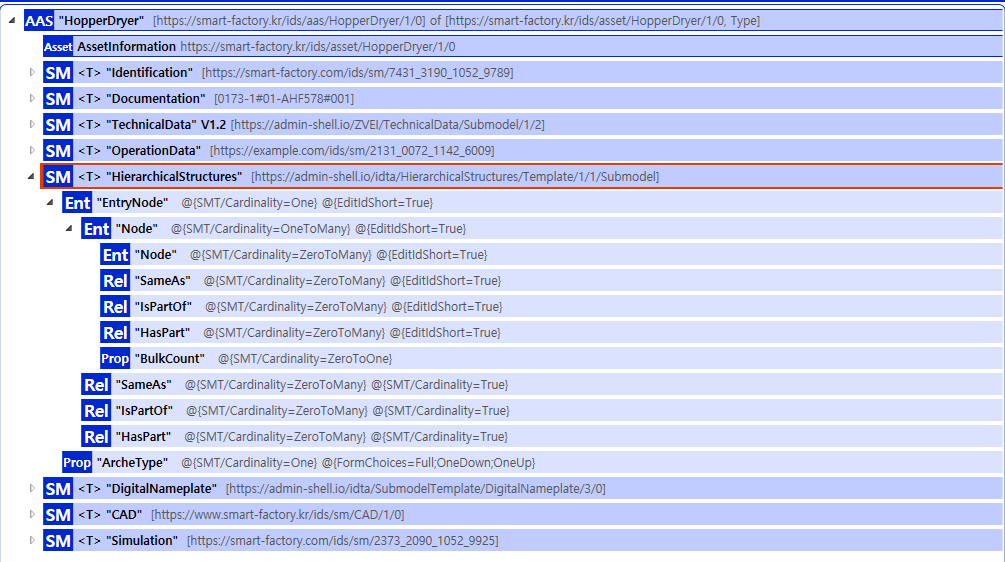 AAS "HopperDryer" [https://smart-factory.kr/ids/aas/HopperDryer/1/0] of [https://smart-factory.kr/ids/asset/HopperDryer/1/0, Type]
Asset AssetInformation https://smart-factory.kr/ids/asset/HopperDryer/1/0
SM <T> "Identification" [https://smart-factory.com/ids/sm/7431_3190_1052_9789]
SM <T> "Documentation" [0173-1#01-AHF578#001]
SM <T> "TechnicalData" V1.2 [https://admin-shell.io/ZVEI/TechnicalData/Submodel/1/2]
SM <T> "OperationData" [https://example.com/ids/sm/2131_0072_1142_6009]
SM <T> "HierarchicalStructures" [https://admin-shell.io/idta/HierarchicalStructures/Template/1/1/Submodel]
Ent "EntryNode" @{SMT/Cardinality=One} @{EditIdShort=True}
Ent "Node" @{SMT/Cardinality=OneToMany} @{EditIdShort=True}
Ent "Node" @{SMT/Cardinality=ZeroToMany} @{EditIdShort=True}
Rel "SameAs" @{SMT/Cardinality=ZeroToMany} @{EditIdShort=True}
Rel "IsPartOf" @{SMT/Cardinality=ZeroToMany} @{EditIdShort=True}
Rel "HasPart" @{SMT/Cardinality=ZeroToMany} @{EditIdShort=True}
Prop "BulkCount" @{SMT/Cardinality=ZeroToOne}
Rel "SameAs" @{SMT/Cardinality=ZeroToMany} @{SMT/Cardinality=True}
Rel "IsPartOf" @{SMT/Cardinality=ZeroToMany} @{SMT/Cardinality=True}
Rel "HasPart" @{SMT/Cardinality=ZeroToMany} @{SMT/Cardinality=True}
Prop "ArcheType" @{SMT/Cardinality=One} @{FormChoices=Full;OneDown;OneUp}
SM <T> "DigitalNameplate" [https://admin-shell.io/idta/SubmodelTemplate/DigitalNameplate/3/0]
SM <T> "CAD" [https://www.smart-factory.kr/ids/sm/CAD/1/0]
SM <T> "Simulation" [https://smart-factory.com/ids/sm/2373_2090_1052_9925]